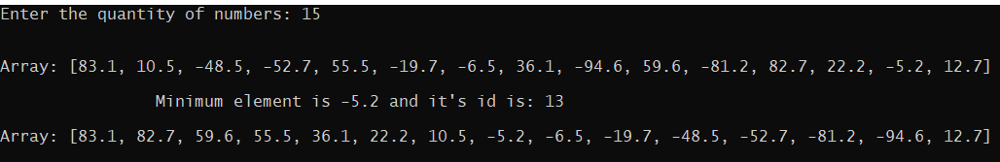 Enter the quantity of numbers: 15
Array: [83.1, 10.5, -48.5, -52.7, 55.5, -19.7, -6.5, 36.1, -94.6, 59.6, -81.2, 82.7, 22.2, -5.2, 12.7]
Minimum element is -5.2 and it's id is: 13
Array: [83.1, 82.7, 59.6, 55.5, 36.1, 22.2, 10.5, -5.2, -6.5, -19.7, -48.5, -52.7, -81.2, -94.6, 12.7]